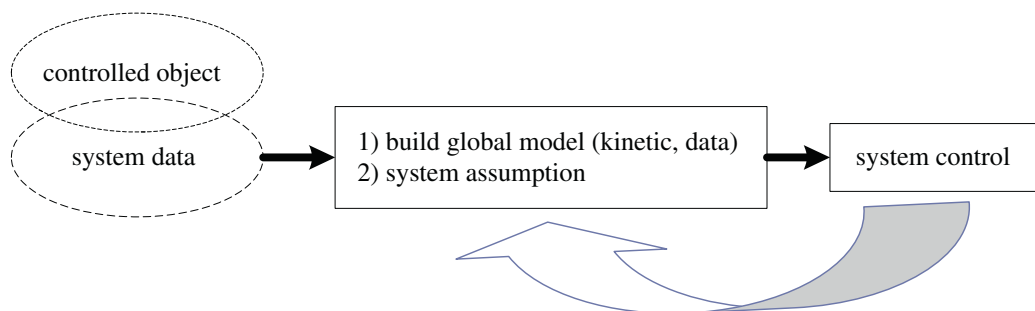 controlled object
system data
1) build global model (kinetic, data)
2) system assumption
system control